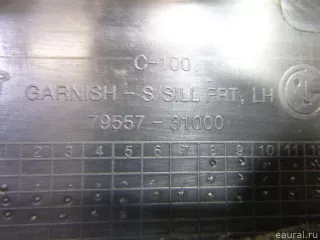 C-100
GARNISH - S/SILL FRT, LH
79557-31000
1 2 3 4 5 6 7 8 9 10 11 12
© eaural.ru